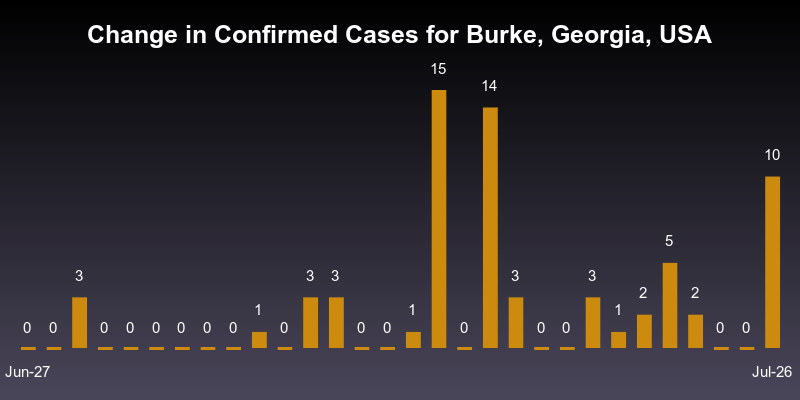 Change in Confirmed Cases for Burke, Georgia, USA
0 0 3 0 0 0 0 0 0 1 0 3 3 0 0 1 15 0 14 3 0 0 3 1 2 5 2 0 0 10
Jun-27 Jul-26